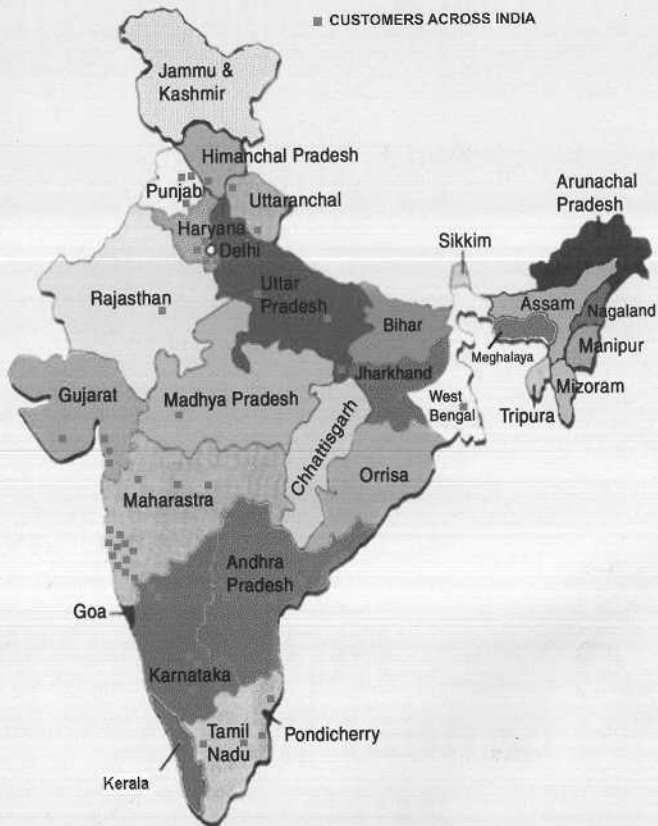 CUSTOMERS ACROSS INDIA
Jammu &
Kashmir
Himanchal Pradesh
Punjab
Uttaranchal
Arunachal
Pradesh
Haryana
Delhi
Sikkim
Uttar
Pradesh
Rajasthan
Assam
Nagaland
Bihar
Meghalaya
Manipur
Jharkhand
Gujarat
Madhya Pradesh
West
Bengal
Mizoram
Tripura
Chhattisgarh
Orrisa
Maharastra
Andhra
Pradesh
Goa
Karnataka
Tamil
Nadu
Pondicherry
Kerala